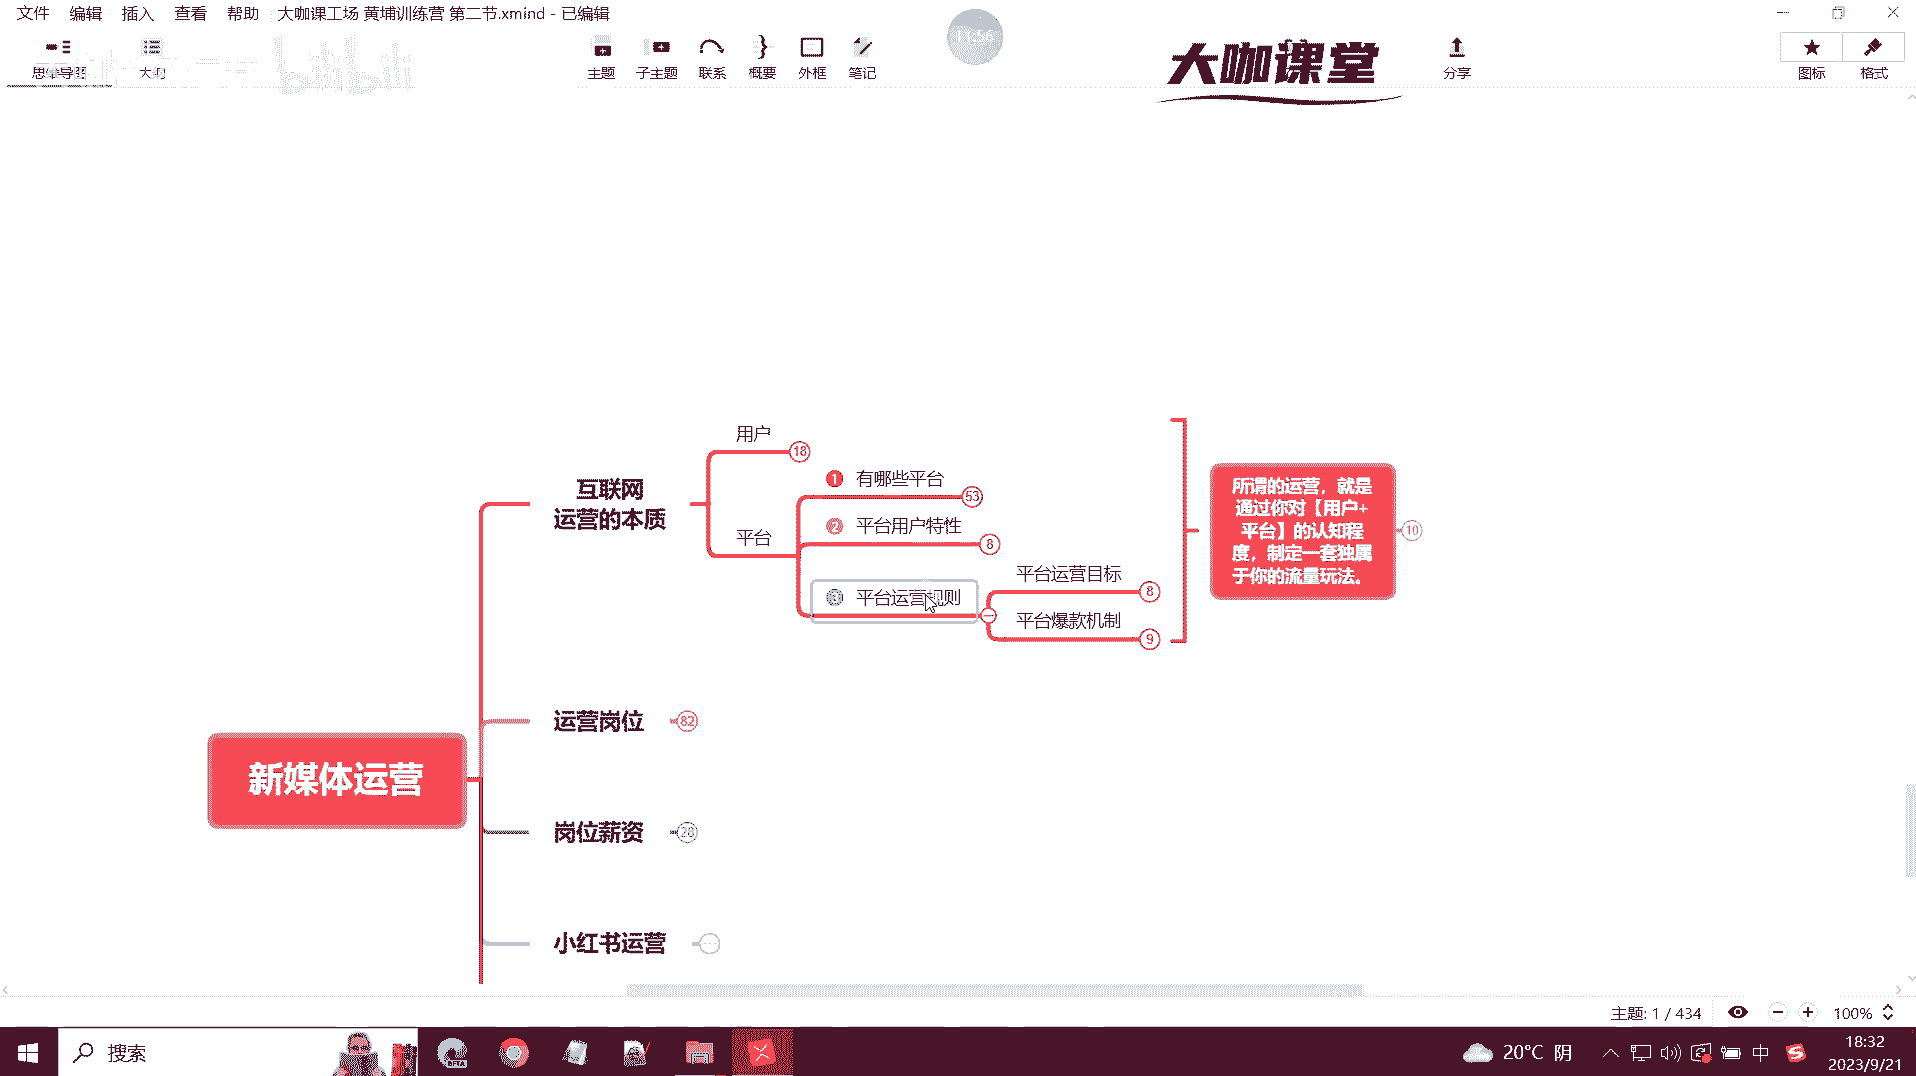 文件 编辑 插入 查看 帮助 大咖课工场 黄埔训练营 第二节.xmind - 已编辑
思维导图 大纲 主题 子主题 联系 概要 外框 笔记 分享 图标 格式
bilibili
大咖课堂
用户 18
1 有哪些平台 53
2 平台用户特性 8
平台
3 平台运营规则
平台运营目标 8
平台爆款机制 9
互联网
运营的本质
所谓的运营，就是
通过你对【用户+
平台】的认知程
度，制定一套独属
于你的流量玩法。
10
运营岗位 82
新媒体运营
岗位薪资 28
小红书运营
主题: 1 / 434 100%
搜索
BETA
20°C 阴
中
18:32
2023/9/21